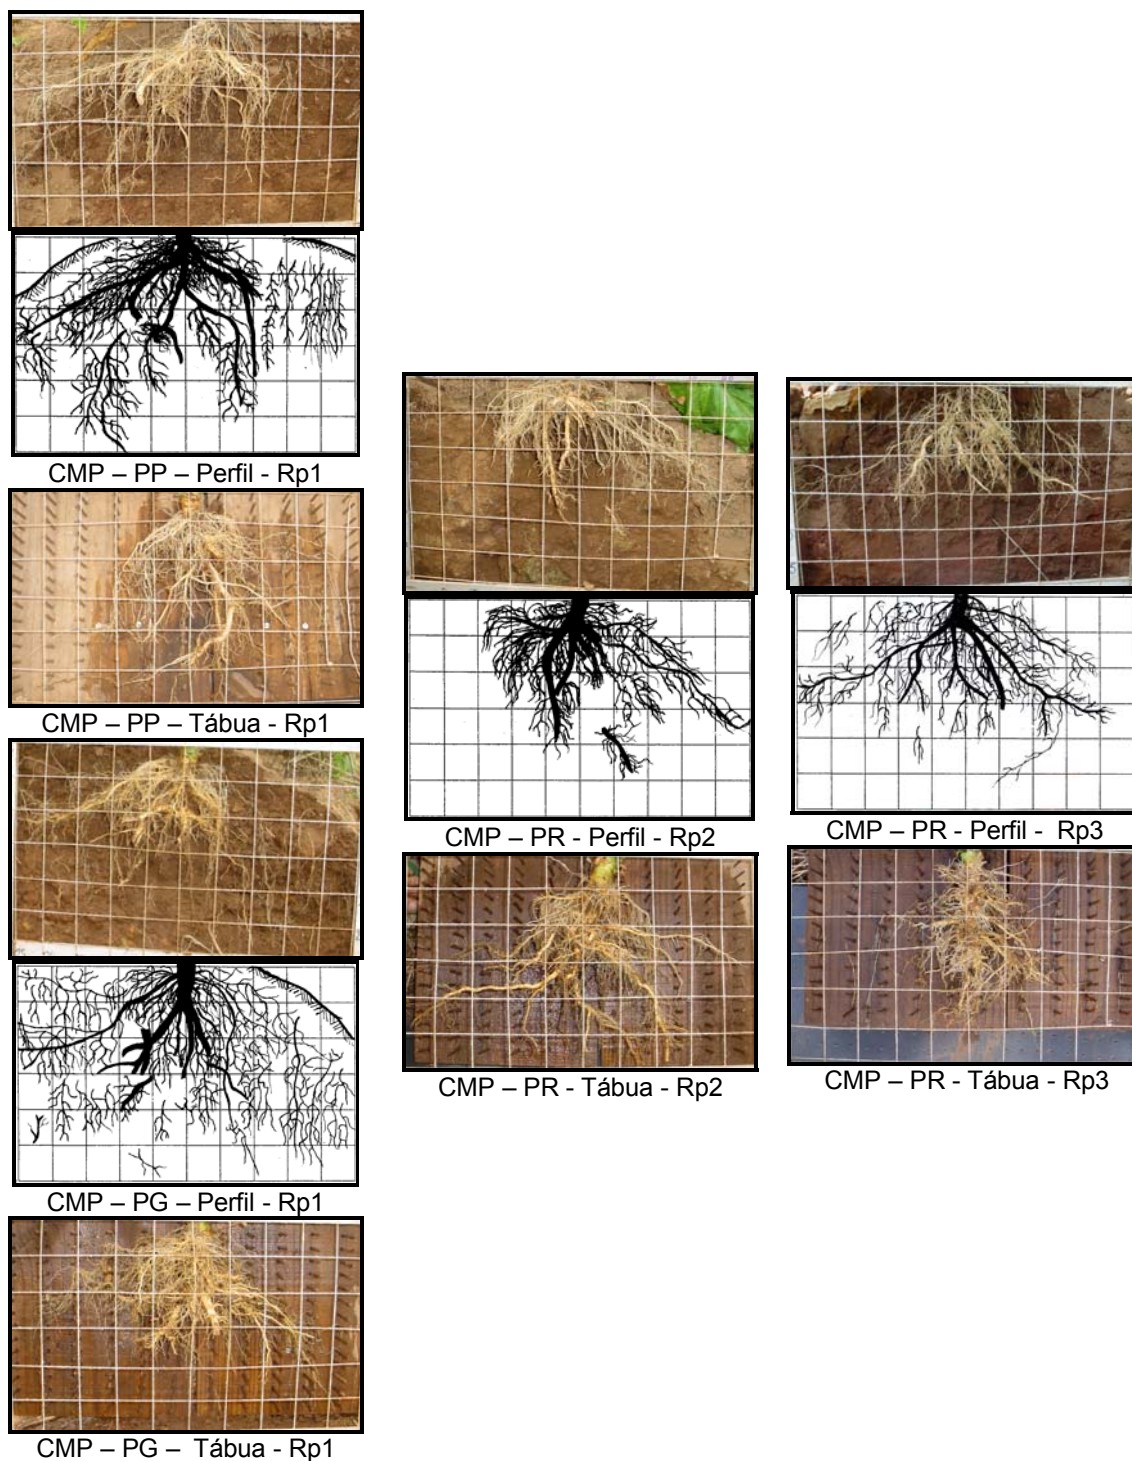 CMP – PP – Perfil - Rp1
CMP – PP – Tábua - Rp1
CMP – PG – Perfil - Rp1
CMP – PG – Tábua - Rp1
CMP – PR - Perfil - Rp2
CMP – PR - Tábua - Rp2
CMP – PR - Perfil - Rp3
CMP – PR - Tábua - Rp3